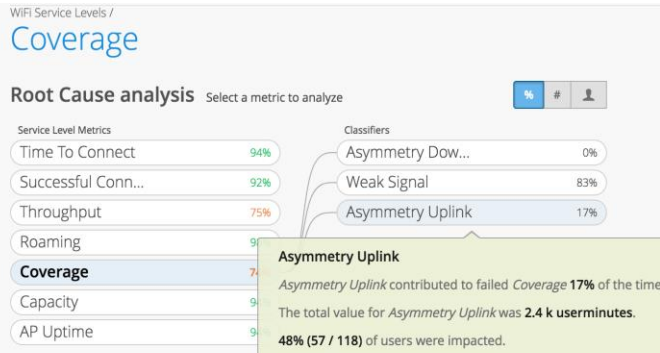 WiFi Service Levels /
Coverage
Root Cause analysis Select a metric to analyze
% #
Service Level Metrics
Classifiers
Time To Connect 94%
Asymmetry Dow... 0%
Successful Conn... 92%
Weak Signal 83%
Throughput 75%
Asymmetry Uplink 17%
Roaming
Coverage
Capacity
AP Uptime
Asymmetry Uplink
Asymmetry Uplink contributed to failed Coverage 17% of the time
The total value for Asymmetry Uplink was 2.4 k userminutes.
48% (57 / 118) of users were impacted.